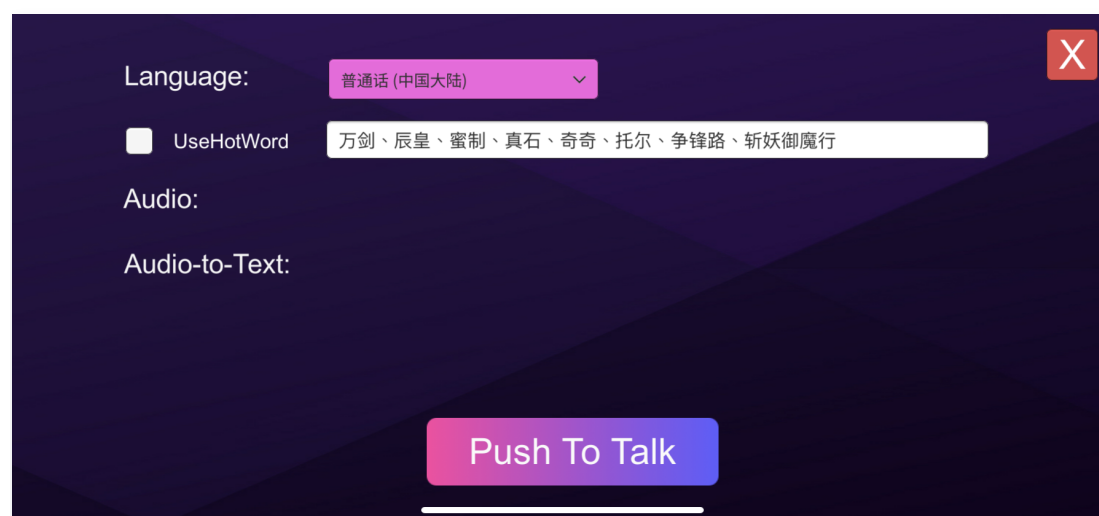 X
Language: 普通话 (中国大陆)
UseHotWord 万剑、辰皇、蜜制、真石、奇奇、托尔、争锋路、斩妖御魔行
Audio:
Audio-to-Text:
Push To Talk